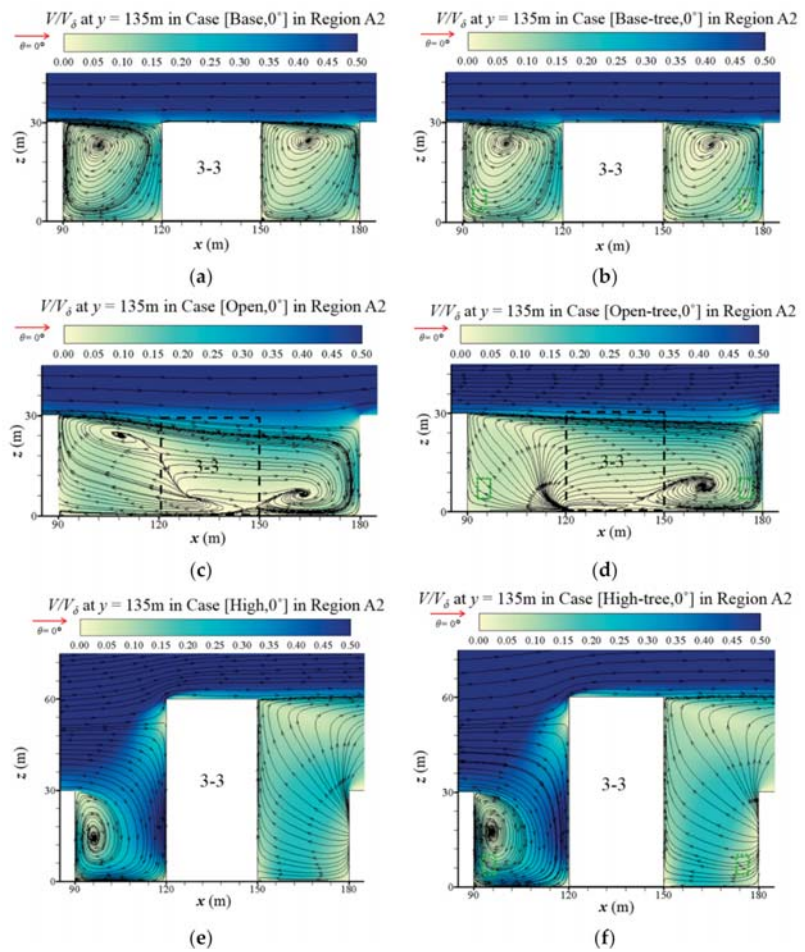 V/Vδ at y = 135m in Case [Base,0°] in Region A2
θ= 0°
0.00 0.05 0.10 0.15 0.20 0.25 0.30 0.35 0.40 0.45 0.50
30
z (m)
3-3
0
90 120 150 180
x (m)
(a)
V/Vδ at y = 135m in Case [Base-tree,0°] in Region A2
θ= 0°
0.00 0.05 0.10 0.15 0.20 0.25 0.30 0.35 0.40 0.45 0.50
30
z (m)
3-3
0
90 120 150 180
x (m)
(b)
V/Vδ at y = 135m in Case [Open,0°] in Region A2
θ= 0°
0.00 0.05 0.10 0.15 0.20 0.25 0.30 0.35 0.40 0.45 0.50
30
z (m)
3-3
0
90 120 150 180
x (m)
(c)
V/Vδ at y = 135m in Case [Open-tree,0°] in Region A2
θ= 0°
0.00 0.05 0.10 0.15 0.20 0.25 0.30 0.35 0.40 0.45 0.50
30
z (m)
3-3
0
90 120 150 180
x (m)
(d)
V/Vδ at y = 135m in Case [High,0°] in Region A2
θ= 0°
0.00 0.05 0.10 0.15 0.20 0.25 0.30 0.35 0.40 0.45 0.50
60
z (m)
3-3
30
0
90 120 150 180
x (m)
(e)
V/Vδ at y = 135m in Case [High-tree,0°] in Region A2
θ= 0°
0.00 0.05 0.10 0.15 0.20 0.25 0.30 0.35 0.40 0.45 0.50
60
z (m)
3-3
30
0
90 120 150 180
x (m)
(f)